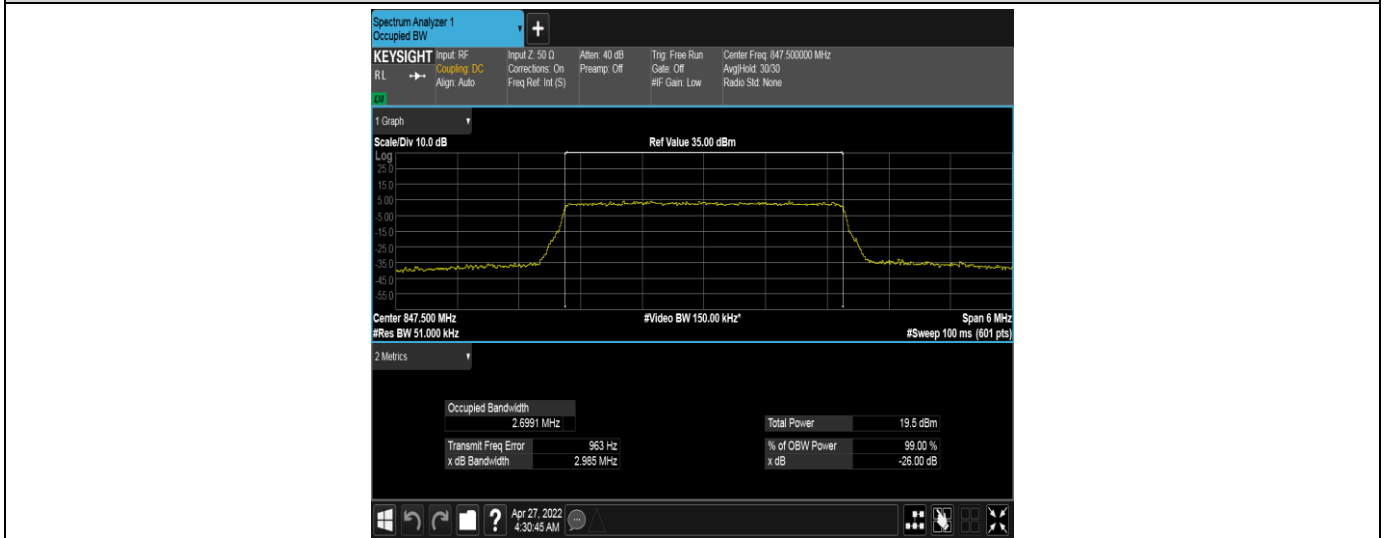 Spectrum Analyzer 1
Occupied BW
+
KEYSIGHT Input: RF Input Z: 50 Ω Atten: 40 dB Trig: Free Run Center Freq: 847.500000 MHz
RL Coupling: DC Corrections: On Preamp: Off Gate: Off Avg|Hold: 30/30
Align: Auto Freq Ref: Int (S) #IF Gain: Low Radio Std: None
1 Graph
Scale/Div 10.0 dB Ref Value 35.00 dBm
Log
25.0
15.0
5.00
-5.00
-15.0
-25.0
-35.0
-45.0
-55.0
Center 847.500 MHz #Video BW 150.00 kHz* Span 6 MHz
#Res BW 51.000 kHz #Sweep 100 ms (601 pts)
2 Metrics
Occupied Bandwidth
2.6991 MHz Total Power 19.5 dBm
Transmit Freq Error 963 Hz % of OBW Power 99.00 %
x dB Bandwidth 2.985 MHz x dB -26.00 dB
? Apr 27, 2022
4:30:45 AM